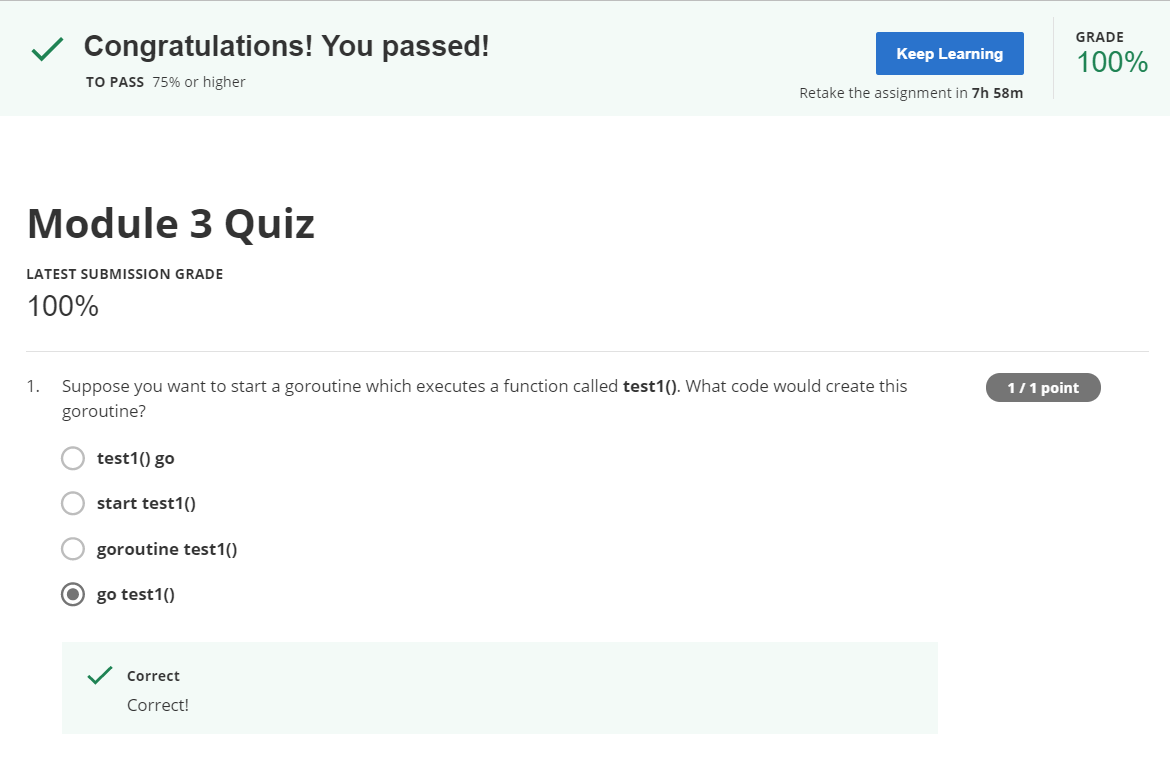 Congratulations! You passed!
TO PASS 75% or higher
Keep Learning
Retake the assignment in 7h 58m
GRADE
100%
Module 3 Quiz
LATEST SUBMISSION GRADE
100%
1. Suppose you want to start a goroutine which executes a function called test1(). What code would create this
goroutine?
1 / 1 point
test1() go
start test1()
goroutine test1()
go test1()
Correct
Correct!